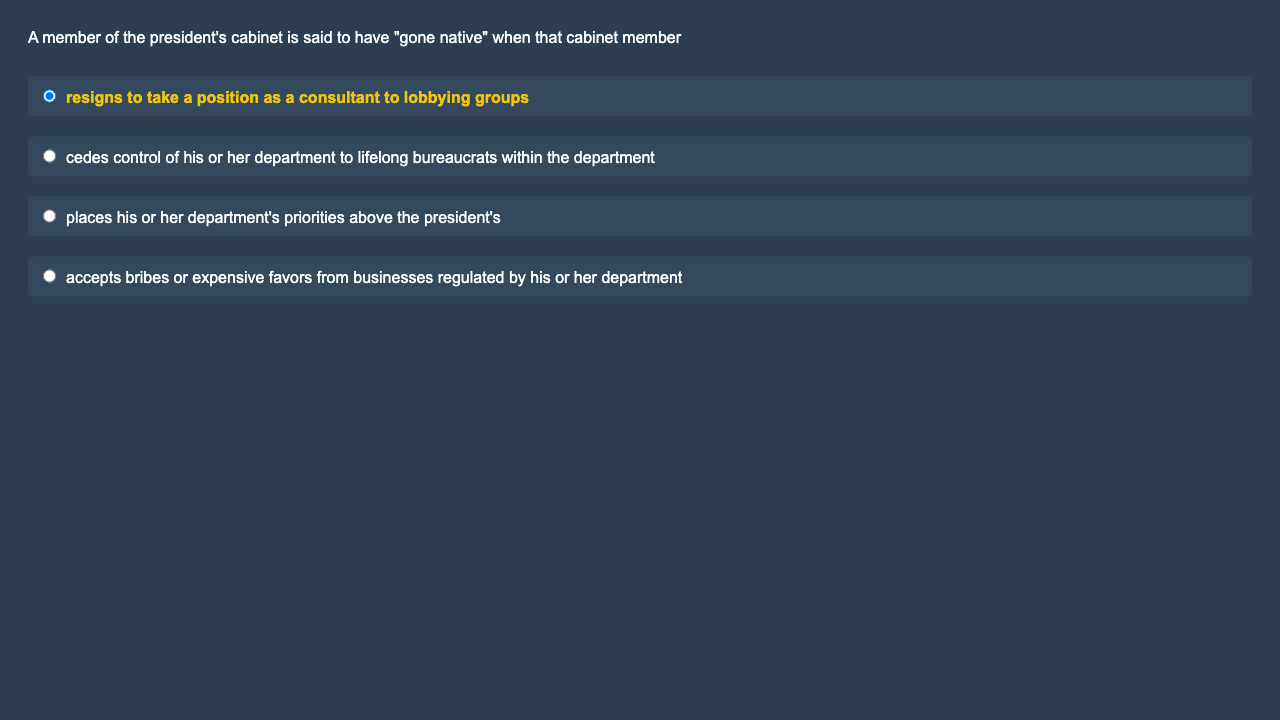 A member of the president's cabinet is said to have "gone native" when that cabinet member
resigns to take a position as a consultant to lobbying groups
cedes control of his or her department to lifelong bureaucrats within the department
places his or her department's priorities above the president's
accepts bribes or expensive favors from businesses regulated by his or her department